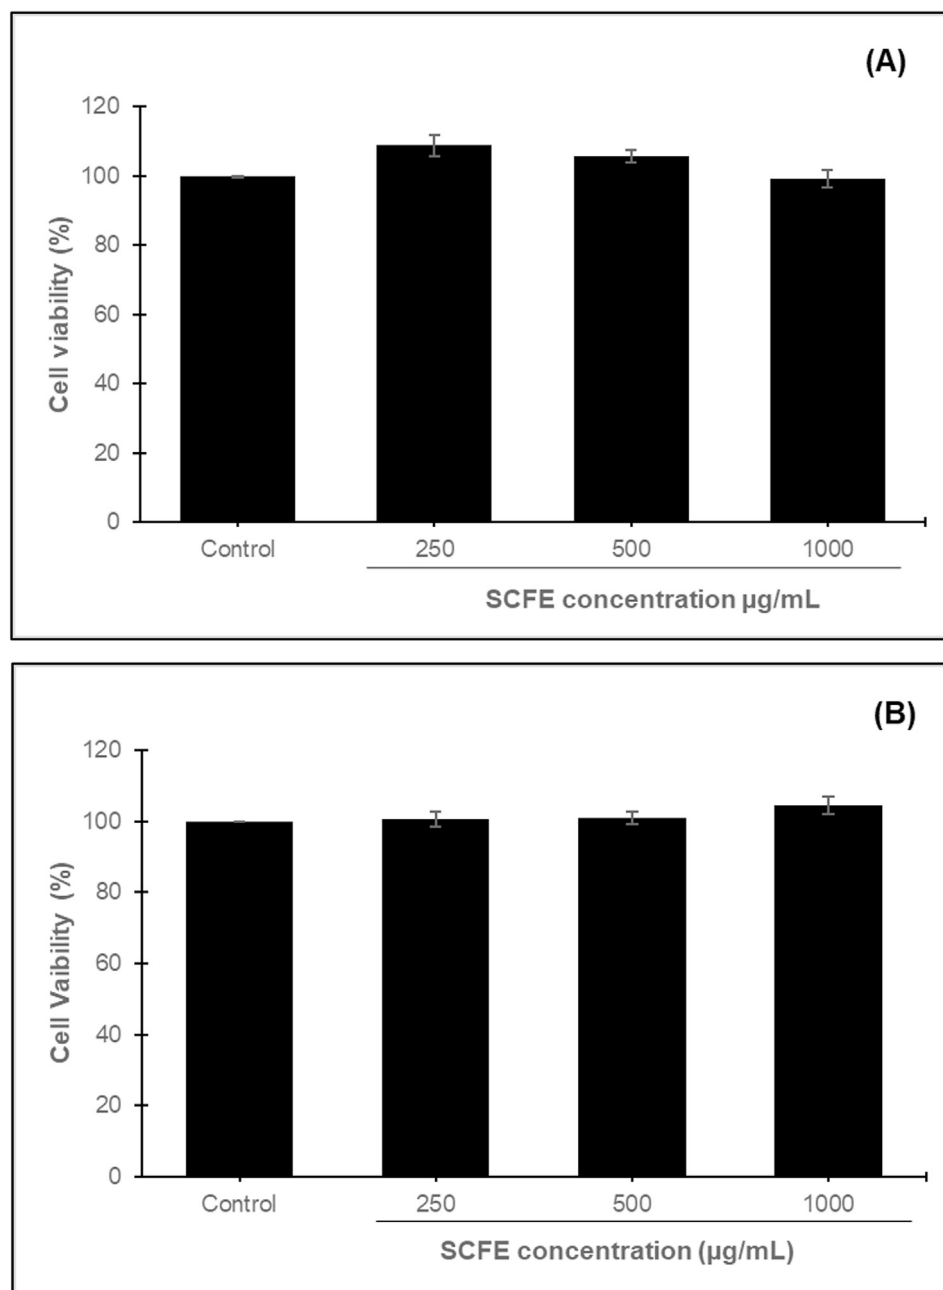 (A)
120
100
80
60
40
20
0
Cell viability (%)
Control 250 500 1000
SCFE concentration µg/mL
(B)
120
100
80
60
40
20
0
Cell Vaibility (%)
Control 250 500 1000
SCFE concentration (µg/mL)